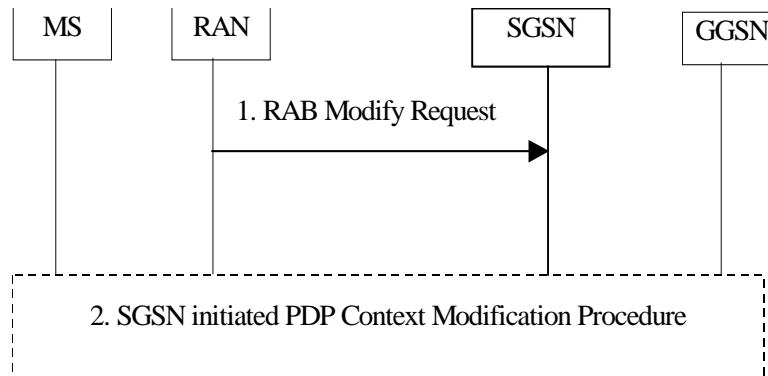 MS RAN SGSN GGSN
1. RAB Modify Request
2. SGSN initiated PDP Context Modification Procedure